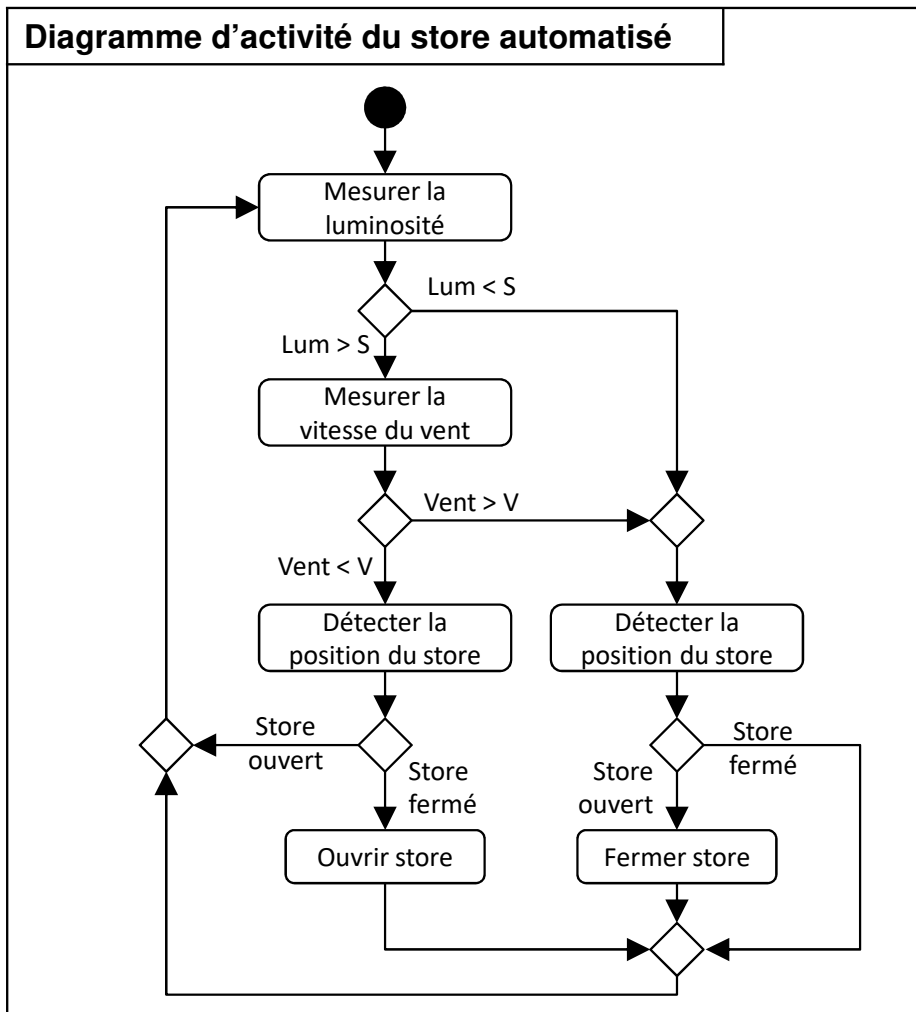 Diagramme d’activité du store automatisé
Mesurer la
luminosité
Lum < S
Lum > S
Mesurer la
vitesse du vent
Vent > V
Vent < V
Détecter la
position du store
Détecter la
position du store
Store
ouvert
Store
fermé
Store
ouvert
Store
fermé
Ouvrir store
Fermer store